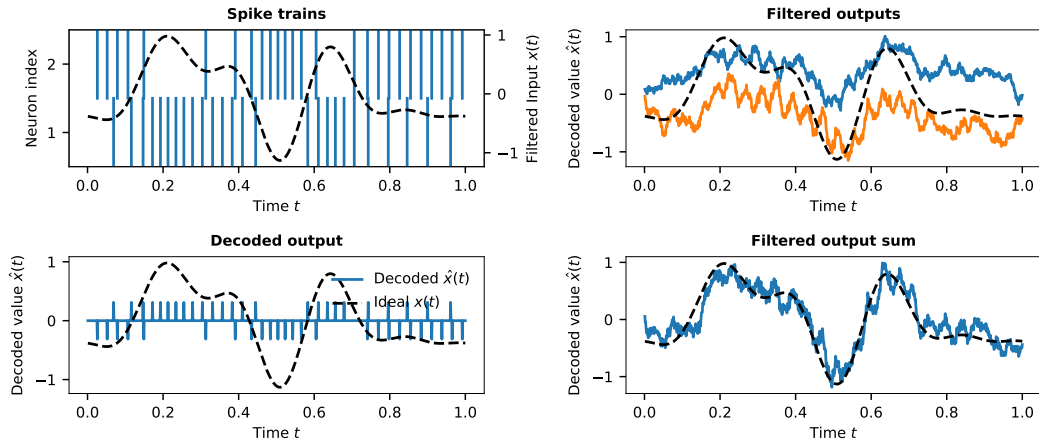 Spike trains
Neuron index
2
1
1
0
−1
Filtered Input x(t)
0.0 0.2 0.4 0.6 0.8 1.0
Time t
Filtered outputs
Decoded value x̂(t)
1
0
−1
0.0 0.2 0.4 0.6 0.8 1.0
Time t
Decoded output
Decoded value x̂(t)
1
0
−1
Decoded x̂(t)
Ideal x(t)
0.0 0.2 0.4 0.6 0.8 1.0
Time t
Filtered output sum
Decoded value x̂(t)
1
0
−1
0.0 0.2 0.4 0.6 0.8 1.0
Time t